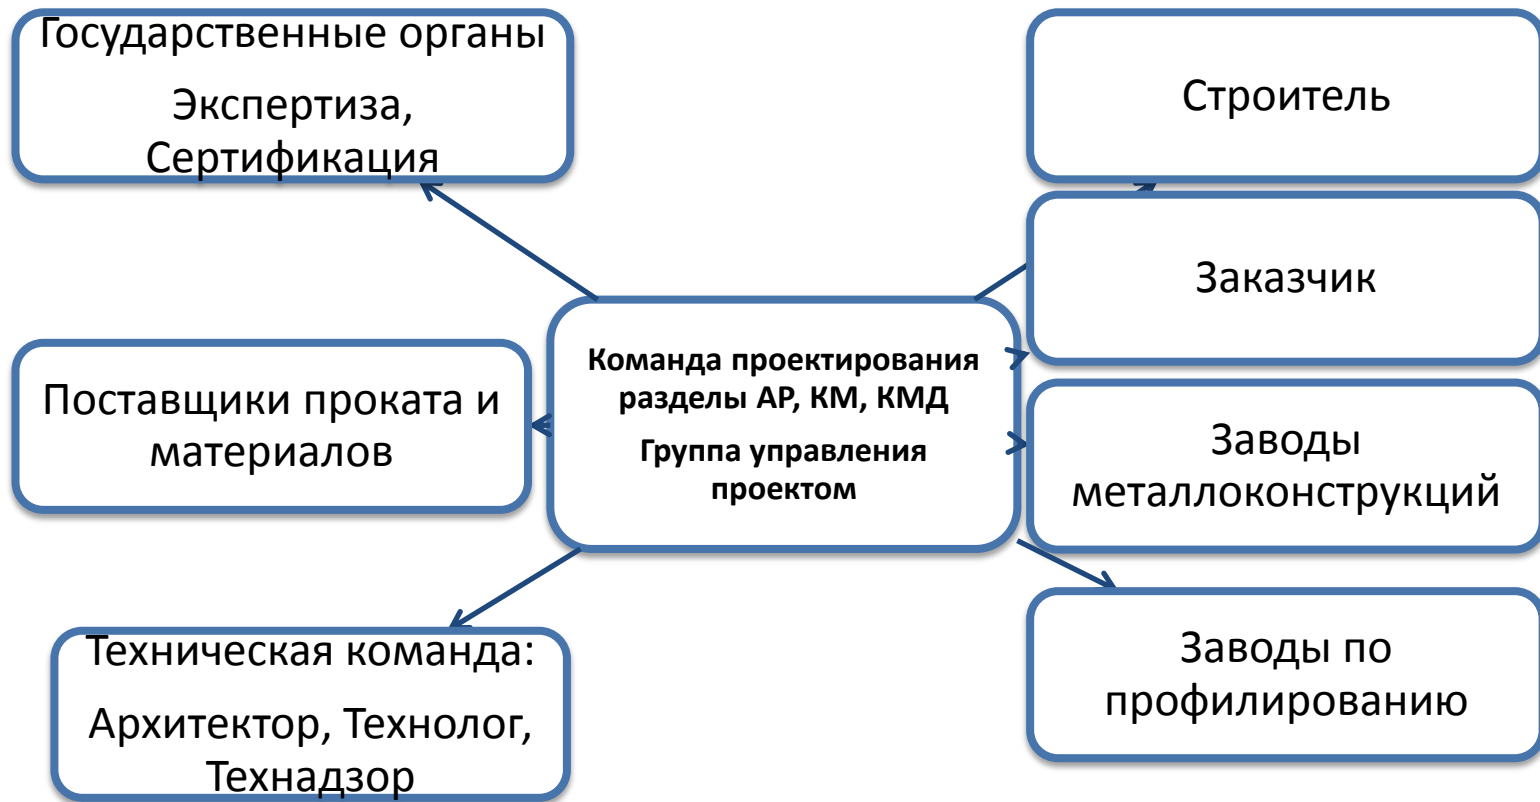 Государственные органы
Экспертиза,
Сертификация
Строитель
Заказчик
Команда проектирования
разделы АР, КМ, КМД
Группа управления
проектом
Поставщики проката и
материалов
Заводы
металлоконструкций
Техническая команда:
Архитектор, Технолог,
Технадзор
Заводы по
профилированию